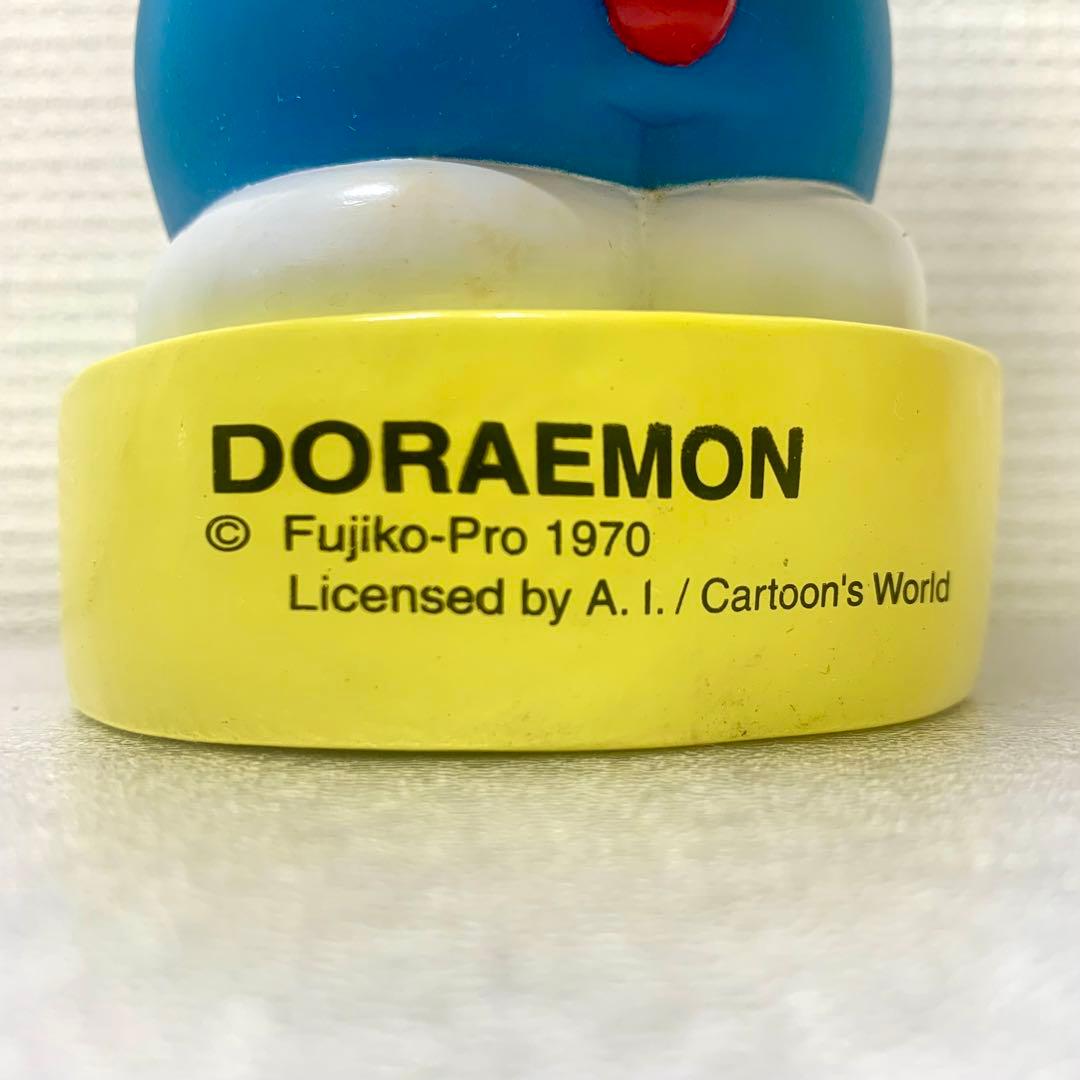 DORAEMON
© Fujiko-Pro 1970
Licensed by A. I. / Cartoon's World